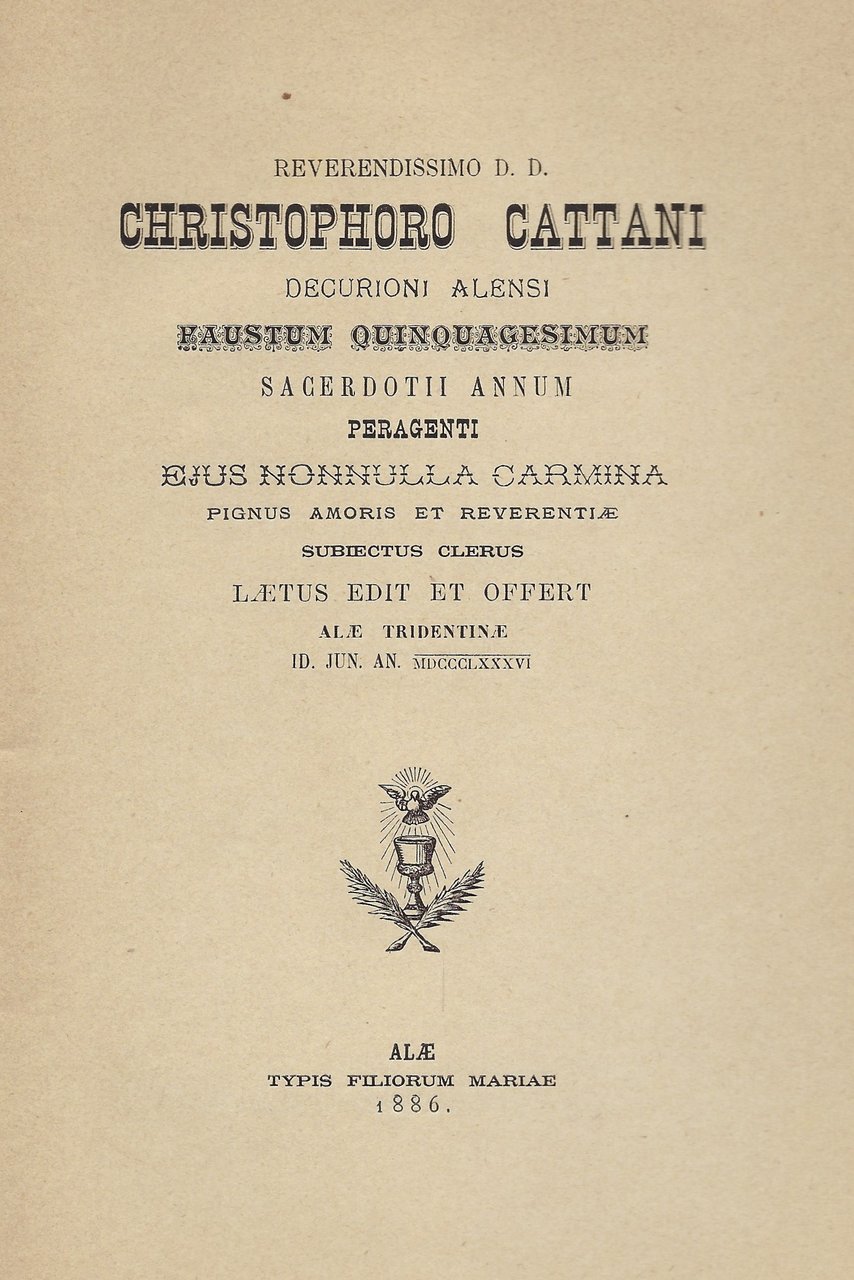 REVERENDISSIMO D. D.
CHRISTOPHORO CATTANI
DECURIONI ALENSI
FAUSTUM QUINQUAGESIMUM
SACERDOTII ANNUM
PERAGENTI
EJUS NONNULLA CARMINA
PIGNUS AMORIS ET REVERENTIÆ
SUBIECTUS CLERUS
LÆTUS EDIT ET OFFERT
ALÆ TRIDENTINÆ
ID. JUN. AN. MDCCCLXXXVI
ALÆ
TYPIS FILIORUM MARIAE
1886.